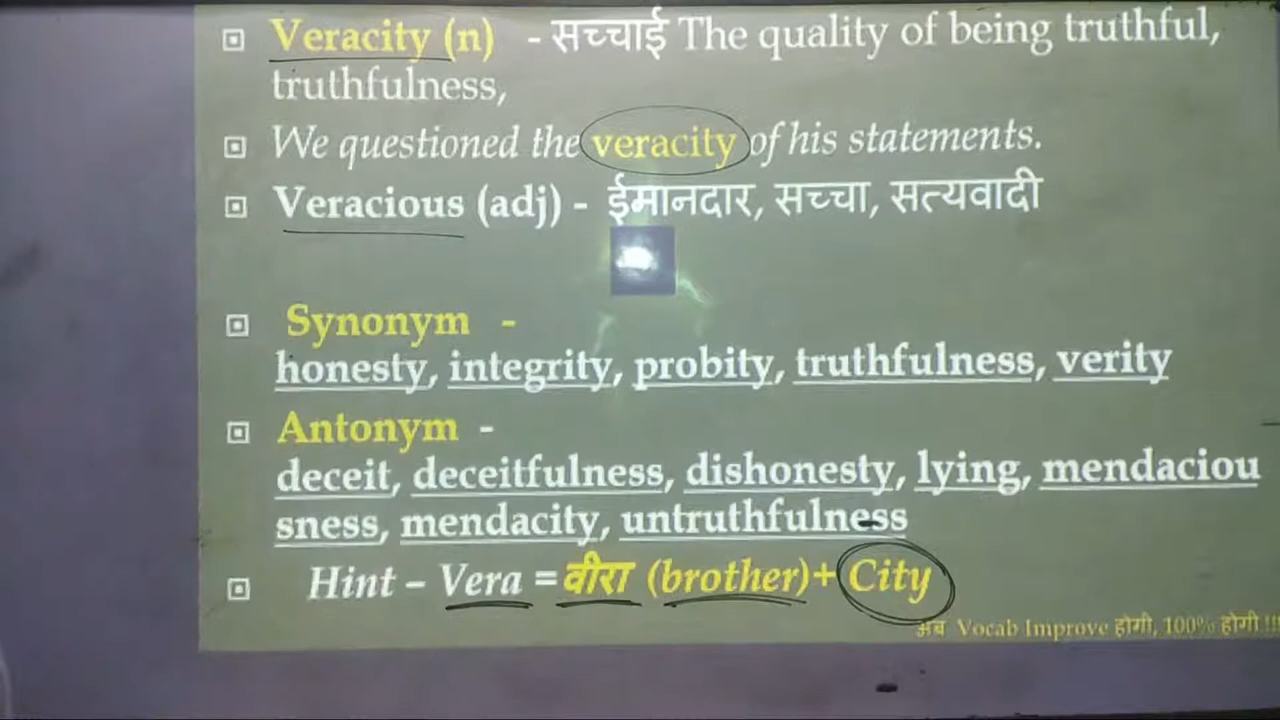 Veracity (n) - सच्चाई The quality of being truthful,
truthfulness,
We questioned the veracity of his statements.
Veracious (adj) - ईमानदार, सच्चा, सत्यवादी
Synonym -
honesty, integrity, probity, truthfulness, verity
Antonym -
deceit, deceitfulness, dishonesty, lying, mendaciou
sness, mendacity, untruthfulness
Hint – Vera = वीरा (brother)+ City
अब Vocab Improve होगी, 100% होगी !!!